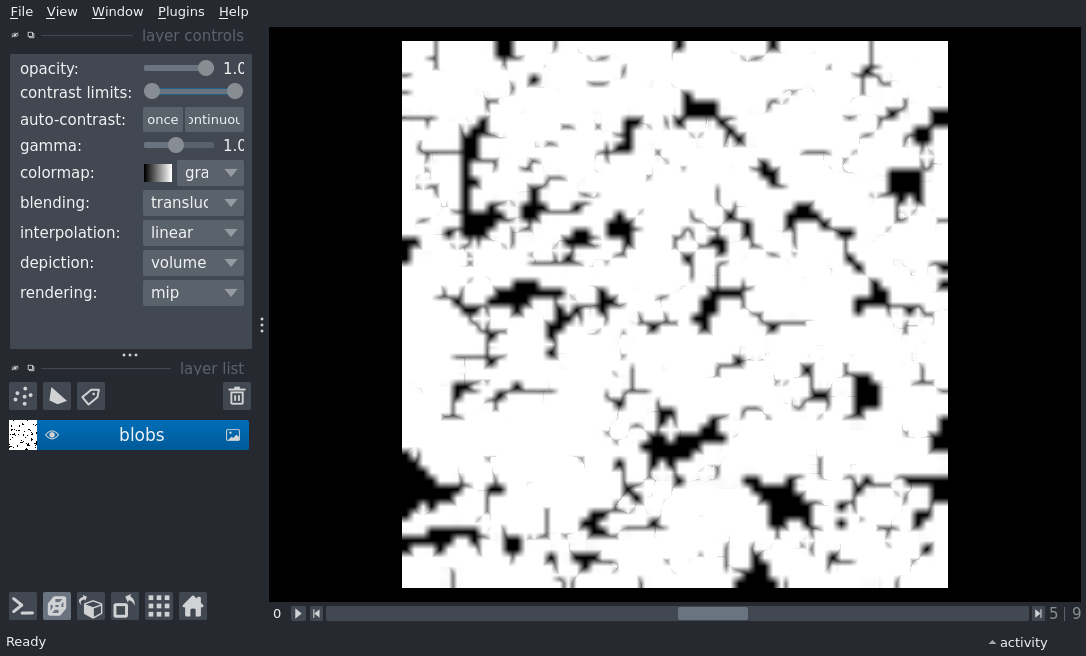 File View Window Plugins Help
layer controls
opacity: 1.0
contrast limits:
auto-contrast: once ontinuou
gamma: 1.0
colormap: gra
blending: transluc
interpolation: linear
depiction: volume
rendering: mip
layer list
blobs
0 5 | 9
Ready activity